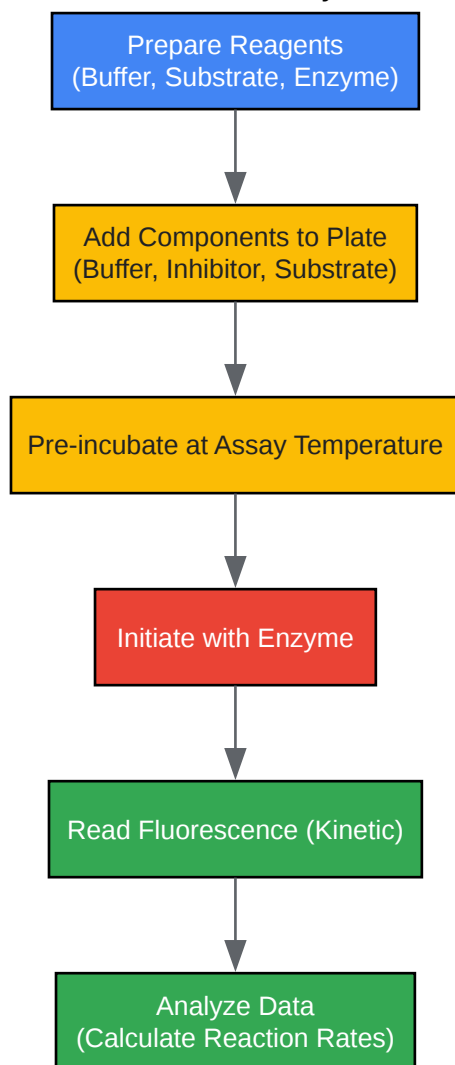 Prepare Reagents
(Buffer, Substrate, Enzyme)
Add Components to Plate
(Buffer, Inhibitor, Substrate)
Pre-incubate at Assay Temperature
Initiate with Enzyme
Read Fluorescence (Kinetic)
Analyze Data
(Calculate Reaction Rates)